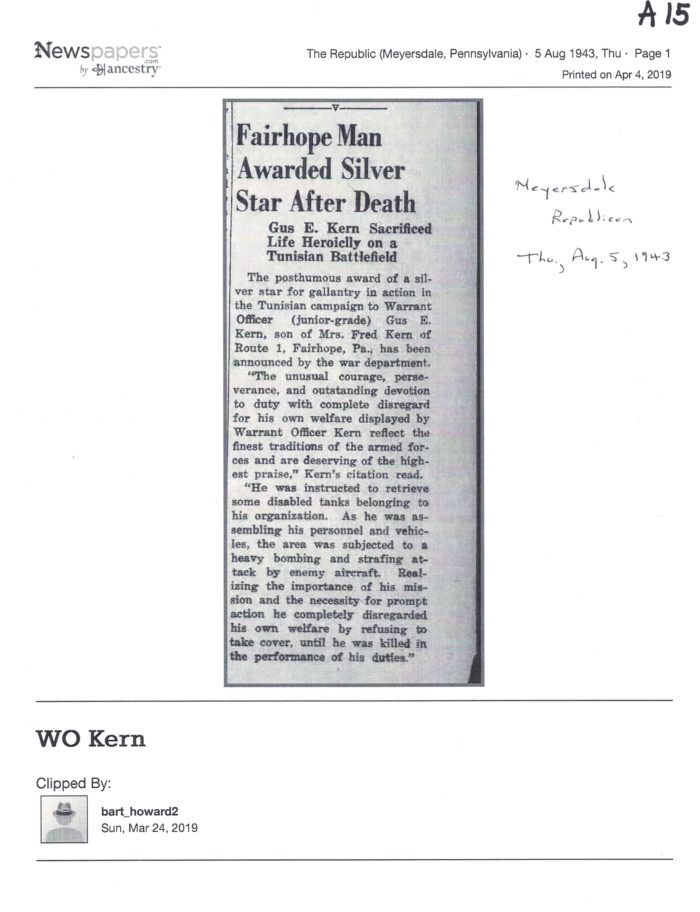 A 15
Newspapers
.com
by ancestry
The Republic (Meyersdale, Pennsylvania) · 5 Aug 1943, Thu · Page 1
Printed on Apr 4, 2019
Fairhope Man
Awarded Silver
Star After Death
Gus E. Kern Sacrificed
Life Heroiclly on a
Tunisian Battlefield
The posthumous award of a sil-
ver star for gallantry in action in
the Tunisian campaign to Warrant
Officer (junior-grade) Gus E.
Kern, son of Mrs. Fred Kern of
Route 1, Fairhope, Pa., has been
announced by the war department.
"The unusual courage, perse-
verance, and outstanding devotion
to duty with complete disregard
for his own welfare displayed by
Warrant Officer Kern reflect the
finest traditions of the armed for-
ces and are deserving of the high-
est praise," Kern's citation read.
"He was instructed to retrieve
some disabled tanks belonging to
his organization. As he was as-
sembling his personnel and vehic-
les, the area was subjected to a
heavy bombing and strafing at-
tack by enemy aircraft. Real-
izing the importance of his mis-
sion and the necessity for prompt
action he completely disregarded
his own welfare by refusing to
take cover, until he was killed in
the performance of his duties."
Meyersdale
Republican
Thu., Aug. 5, 1943
WO Kern
Clipped By:
bart_howard2
Sun, Mar 24, 2019